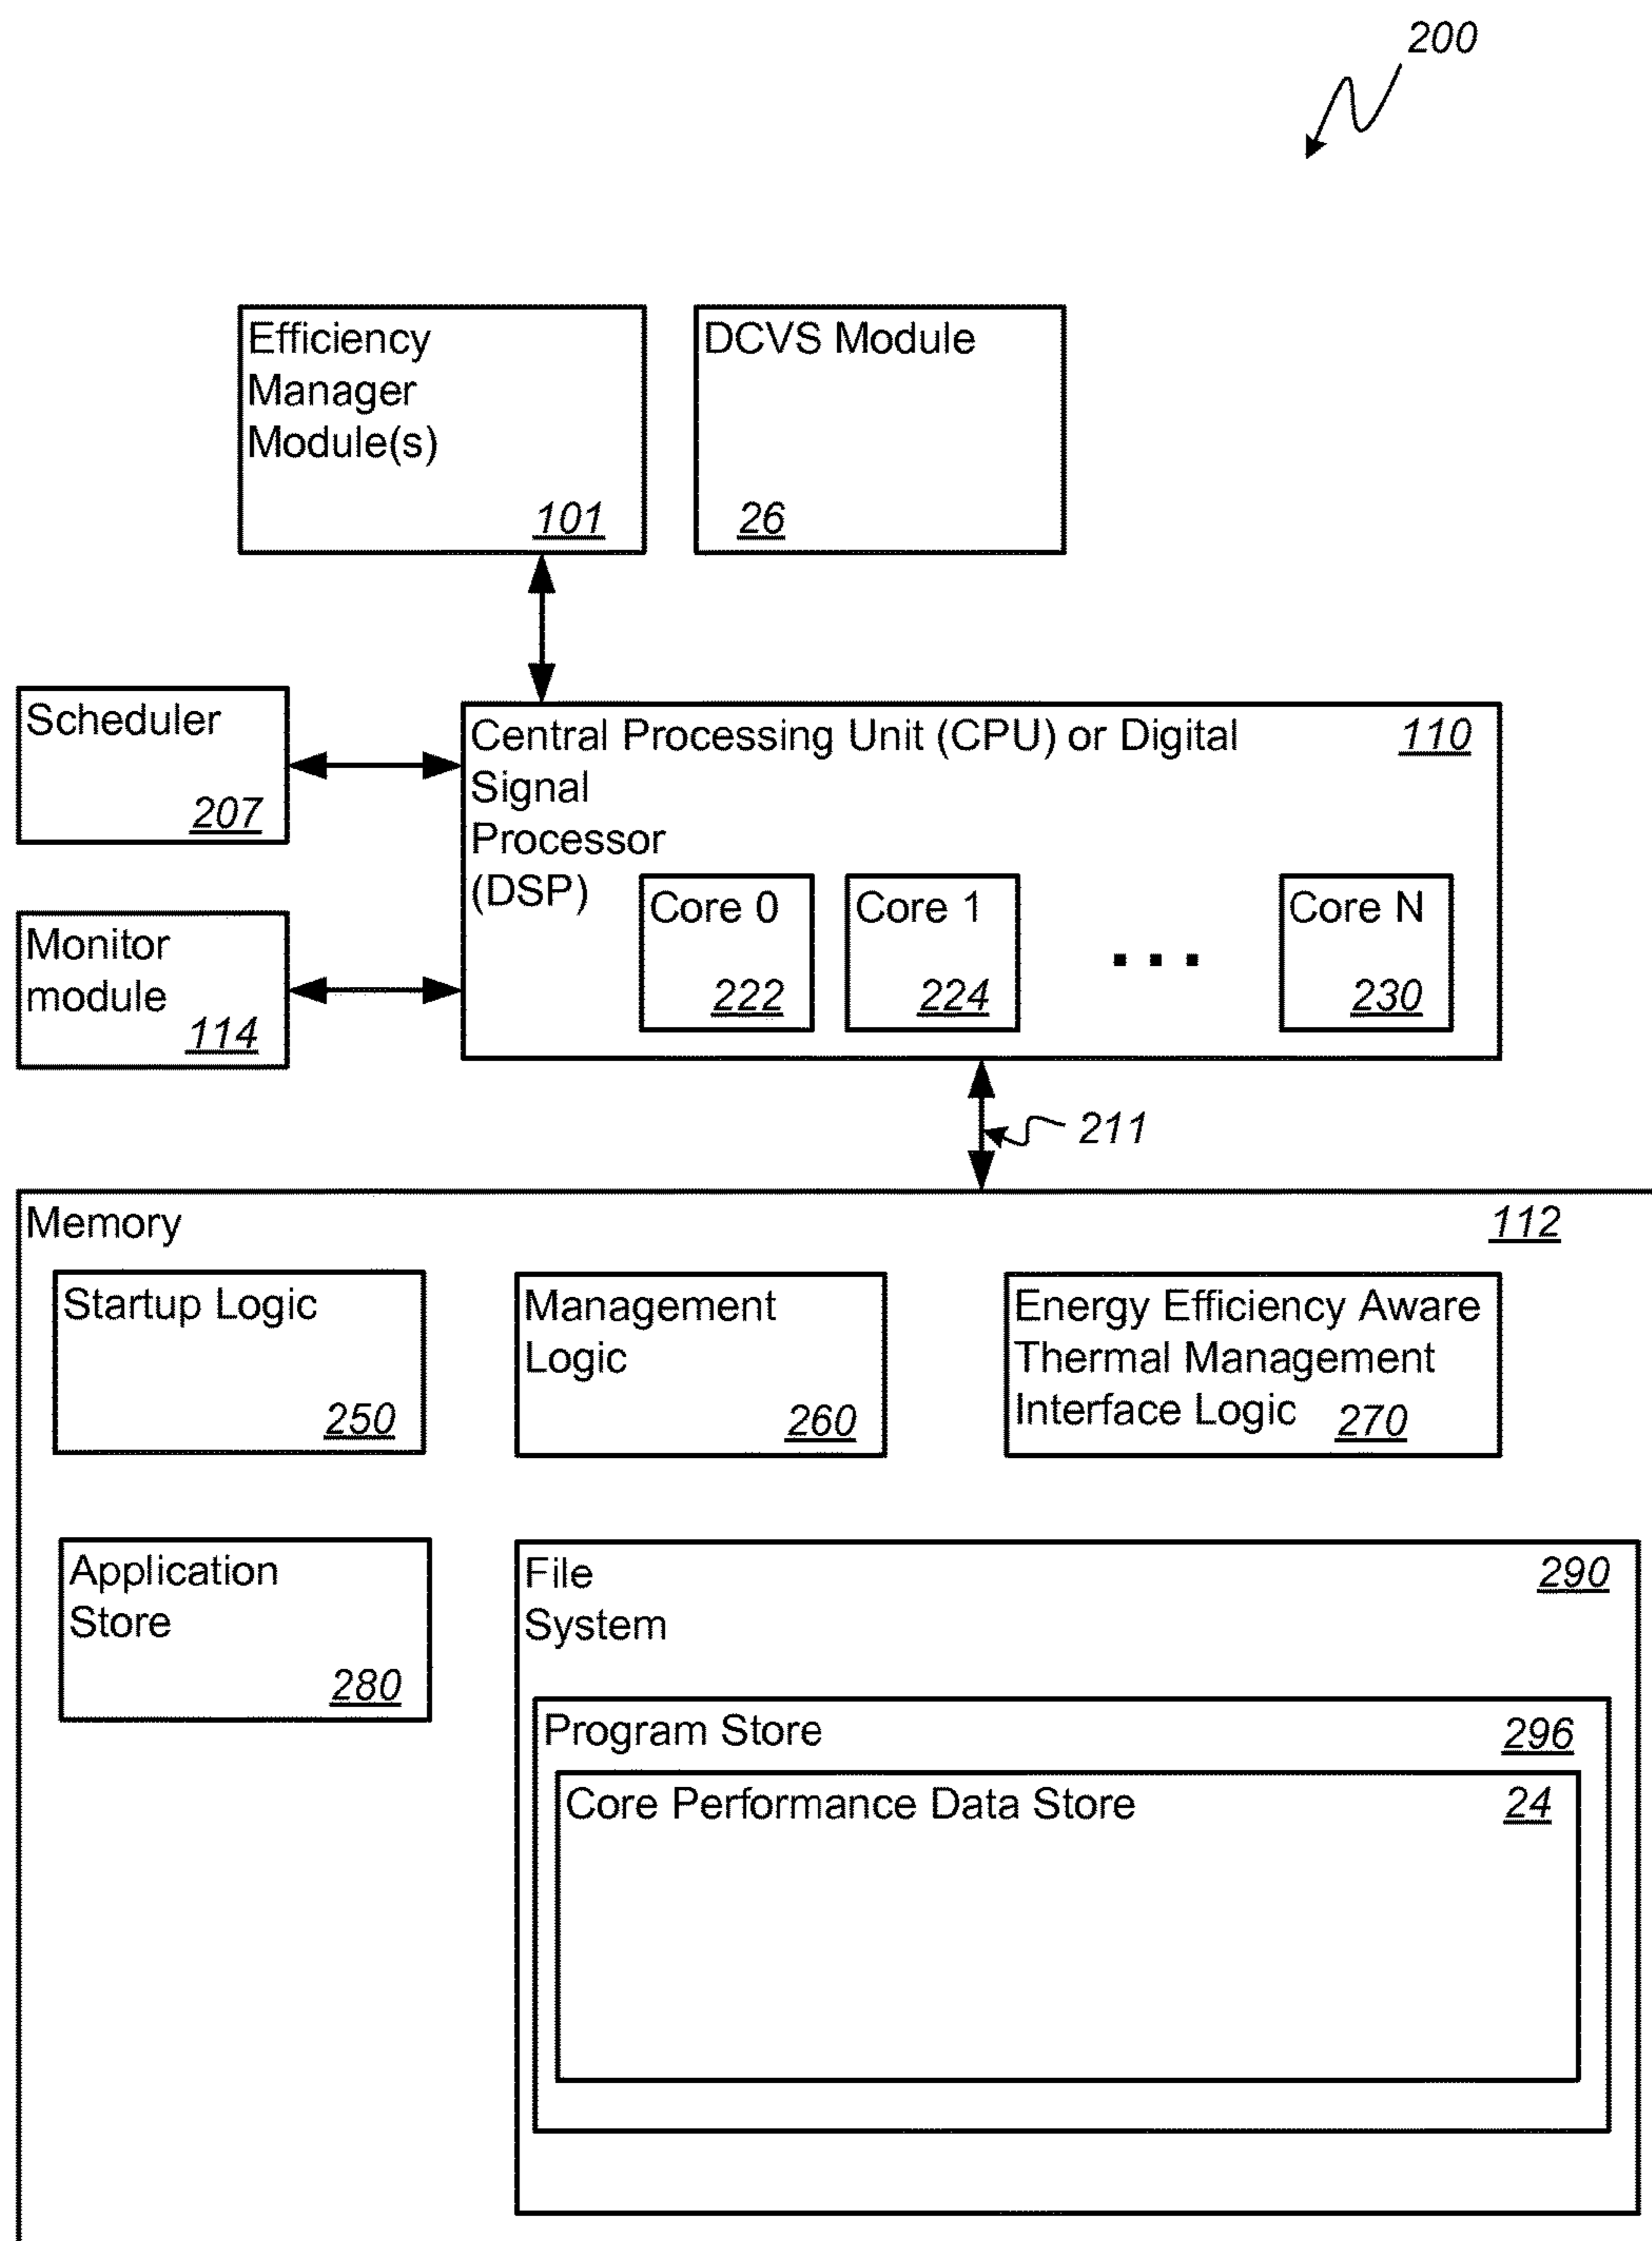 200
Efficiency
Manager
Module(s)
101
DCVS Module
26
Scheduler
207
Central Processing Unit (CPU) or Digital
Signal
Processor
(DSP)
110
Core 0
222
Core 1
224
...
Core N
230
Monitor
module
114
211
Memory
112
Startup Logic
250
Management
Logic
260
Energy Efficiency Aware
Thermal Management
Interface Logic
270
Application
Store
280
File
System
290
Program Store
296
Core Performance Data Store
24